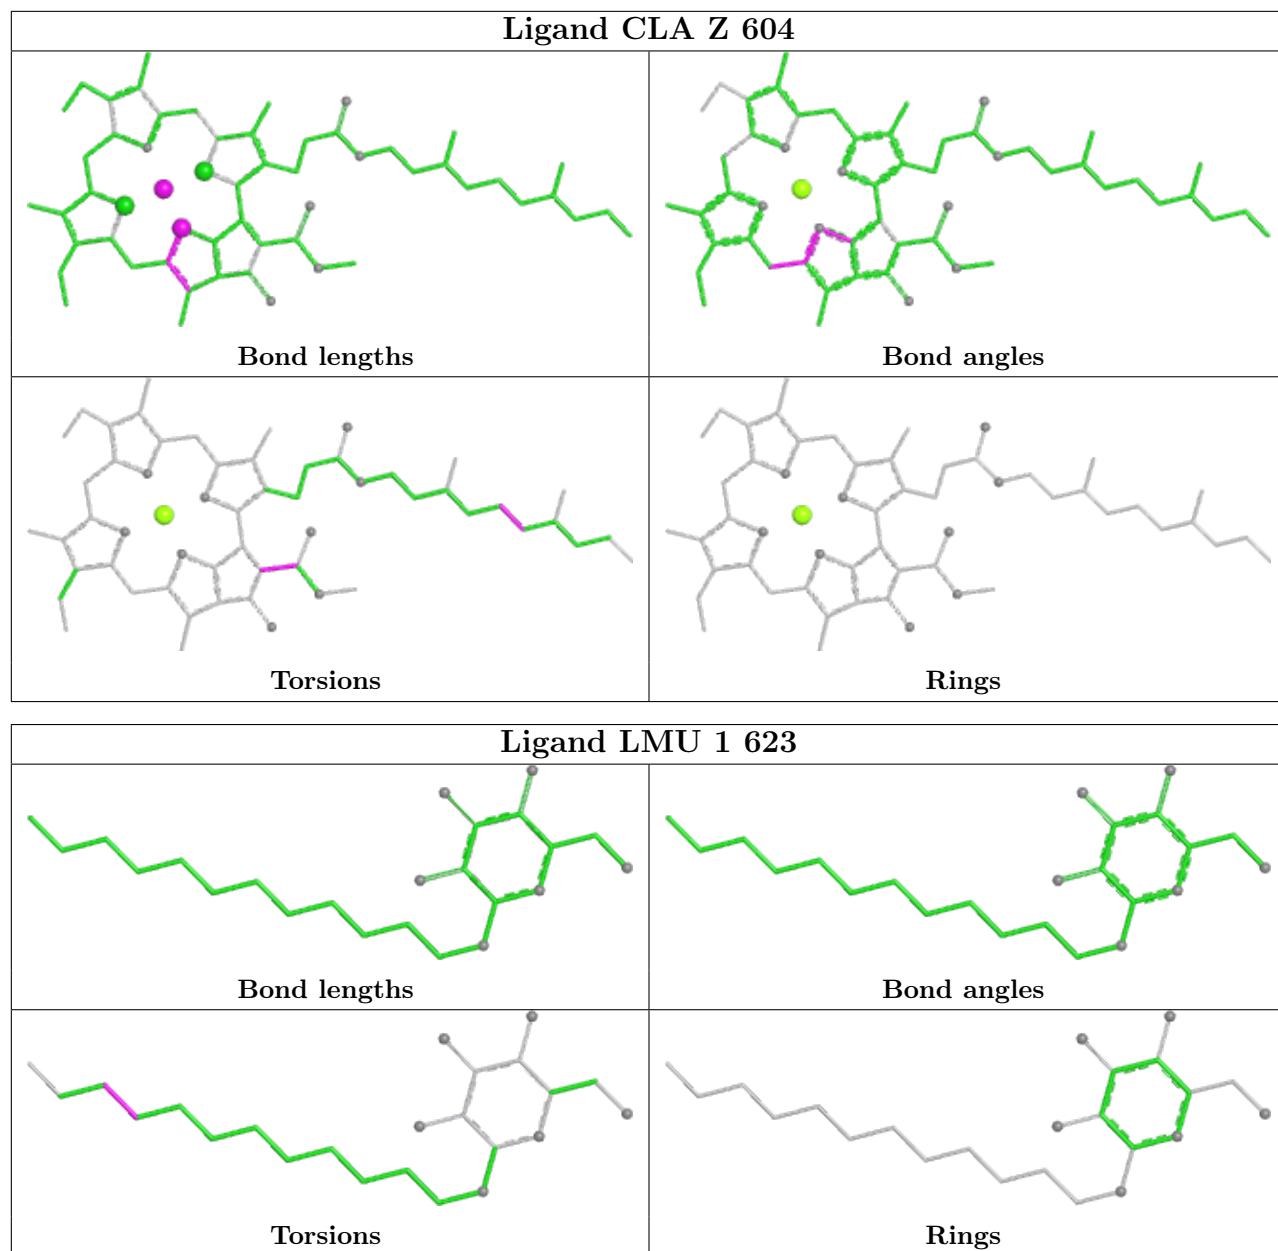 Ligand CLA Z 604
Bond lengths
Bond angles
Torsions
Rings
Ligand LMU 1 623
Bond lengths
Bond angles
Torsions
Rings